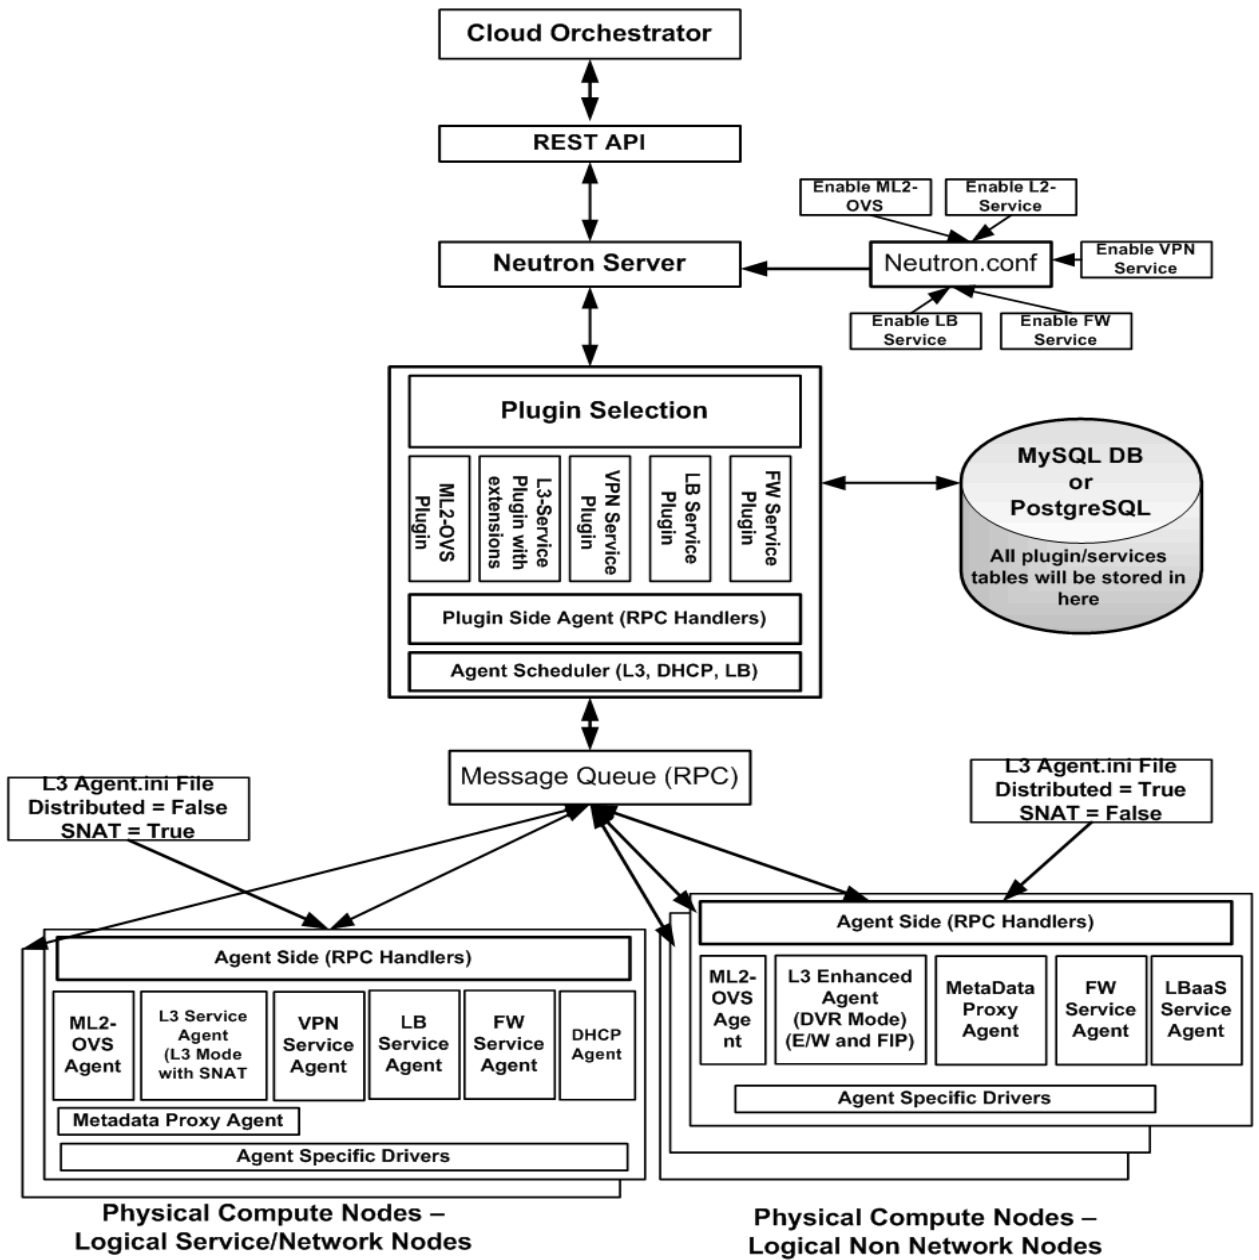 Cloud Orchestrator
REST API
Enable ML2-
OVS
Enable L2-
Service
Neutron Server
Neutron.conf
Enable VPN
Service
Enable LB
Service
Enable FW
Service
Plugin Selection
ML2-OVS
Plugin
L3-Service
Plugin with
extensions
VPN Service
Plugin
LB Service
Plugin
FW Service
Plugin
MySQL DB
or
PostgreSQL
All plugin/services
tables will be stored in
here
Plugin Side Agent (RPC Handlers)
Agent Scheduler (L3, DHCP, LB)
Message Queue (RPC)
L3 Agent.ini File
Distributed = False
SNAT = True
L3 Agent.ini File
Distributed = True
SNAT = False
Agent Side (RPC Handlers)
ML2-
OVS
Agent
L3 Service
Agent
(L3 Mode
with SNAT
VPN
Service
Agent
LB
Service
Agent
FW
Service
Agent
DHCP
Agent
Metadata Proxy Agent
Agent Specific Drivers
Physical Compute Nodes –
Logical Service/Network Nodes
Agent Side (RPC Handlers)
ML2-
OVS
Age
nt
L3 Enhanced
Agent
(DVR Mode)
(E/W and FIP)
MetaData
Proxy
Agent
FW
Service
Agent
LBaaS
Service
Agent
Agent Specific Drivers
Physical Compute Nodes –
Logical Non Network Nodes